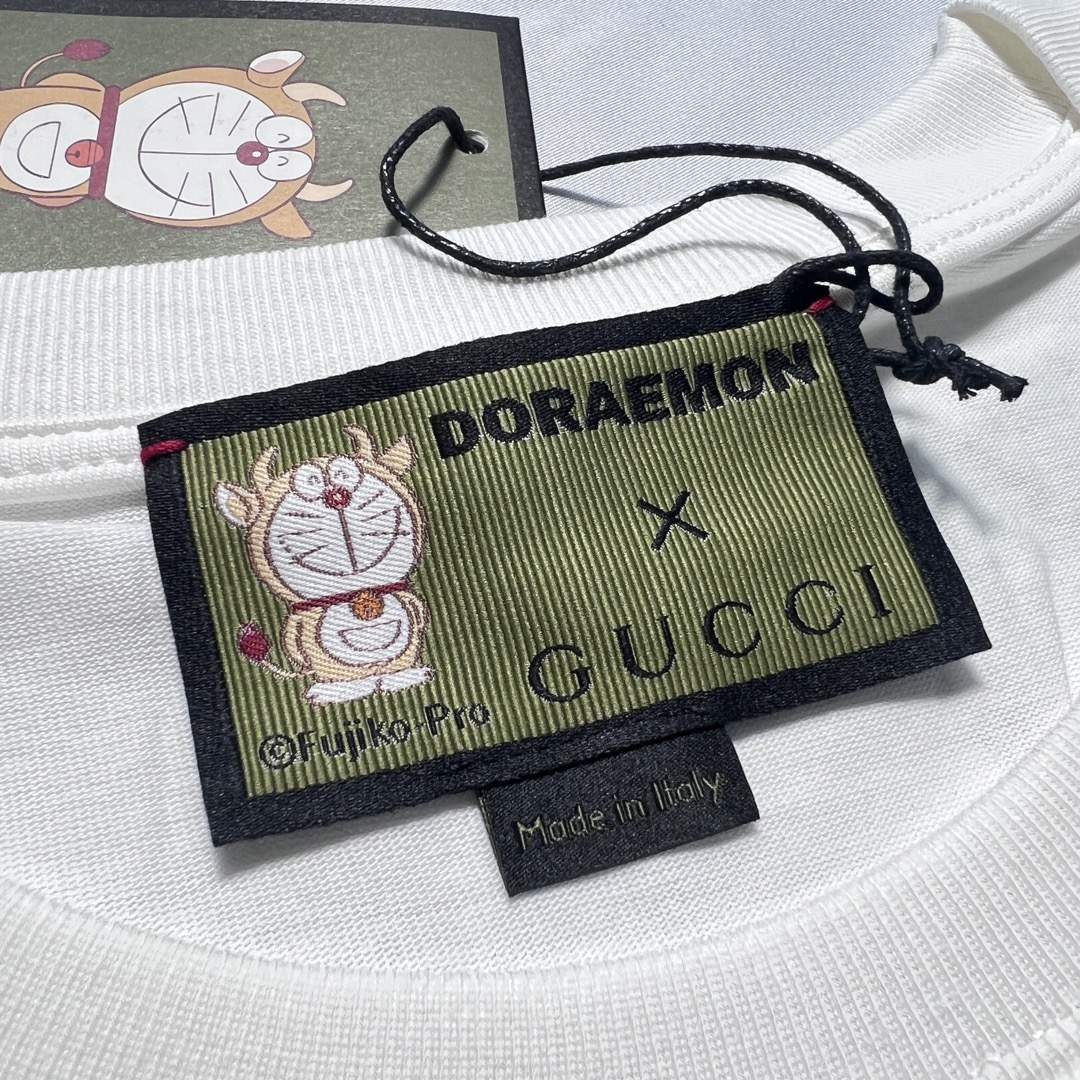 DORAEMON
×
GUCCI
©Fujiko-Pro
Made in Italy